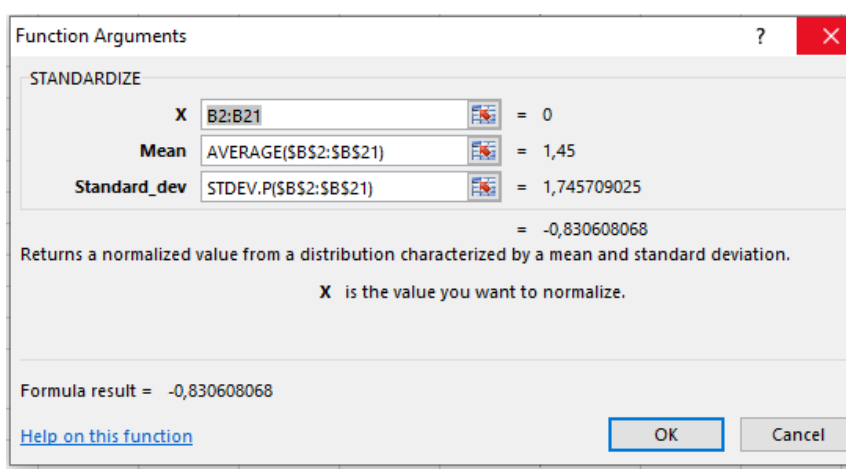 Function Arguments ? ×
STANDARDIZE
X B2:B21 = 0
Mean AVERAGE($B$2:$B$21) = 1,45
Standard_dev STDEV.P($B$2:$B$21) = 1,745709025
= -0,830608068
Returns a normalized value from a distribution characterized by a mean and standard deviation.
X is the value you want to normalize.
Formula result = -0,830608068
Help on this function OK Cancel